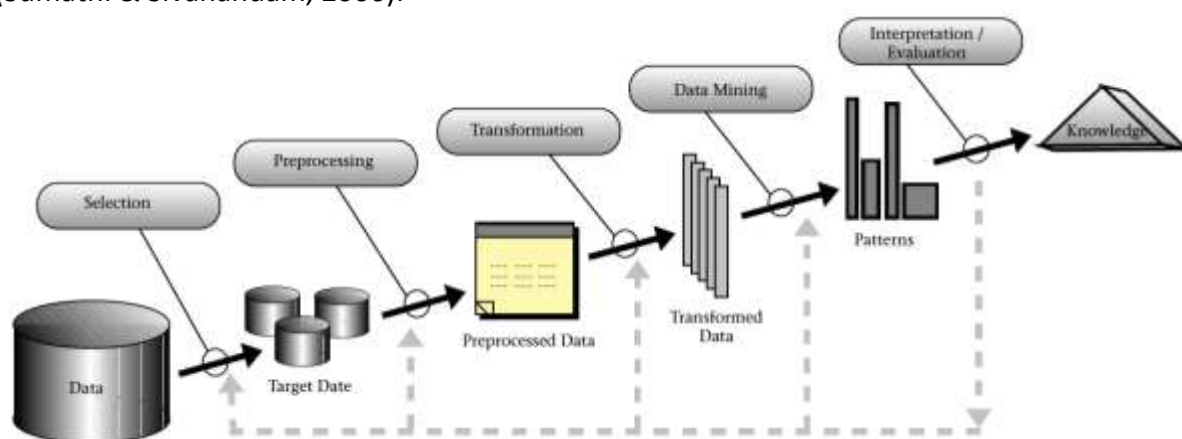 Interpretation /
Evaluation
Data Mining
Transformation
Preprocessing
Selection
Knowledge
Patterns
Transformed
Data
Preprocessed Data
Target Date
Data